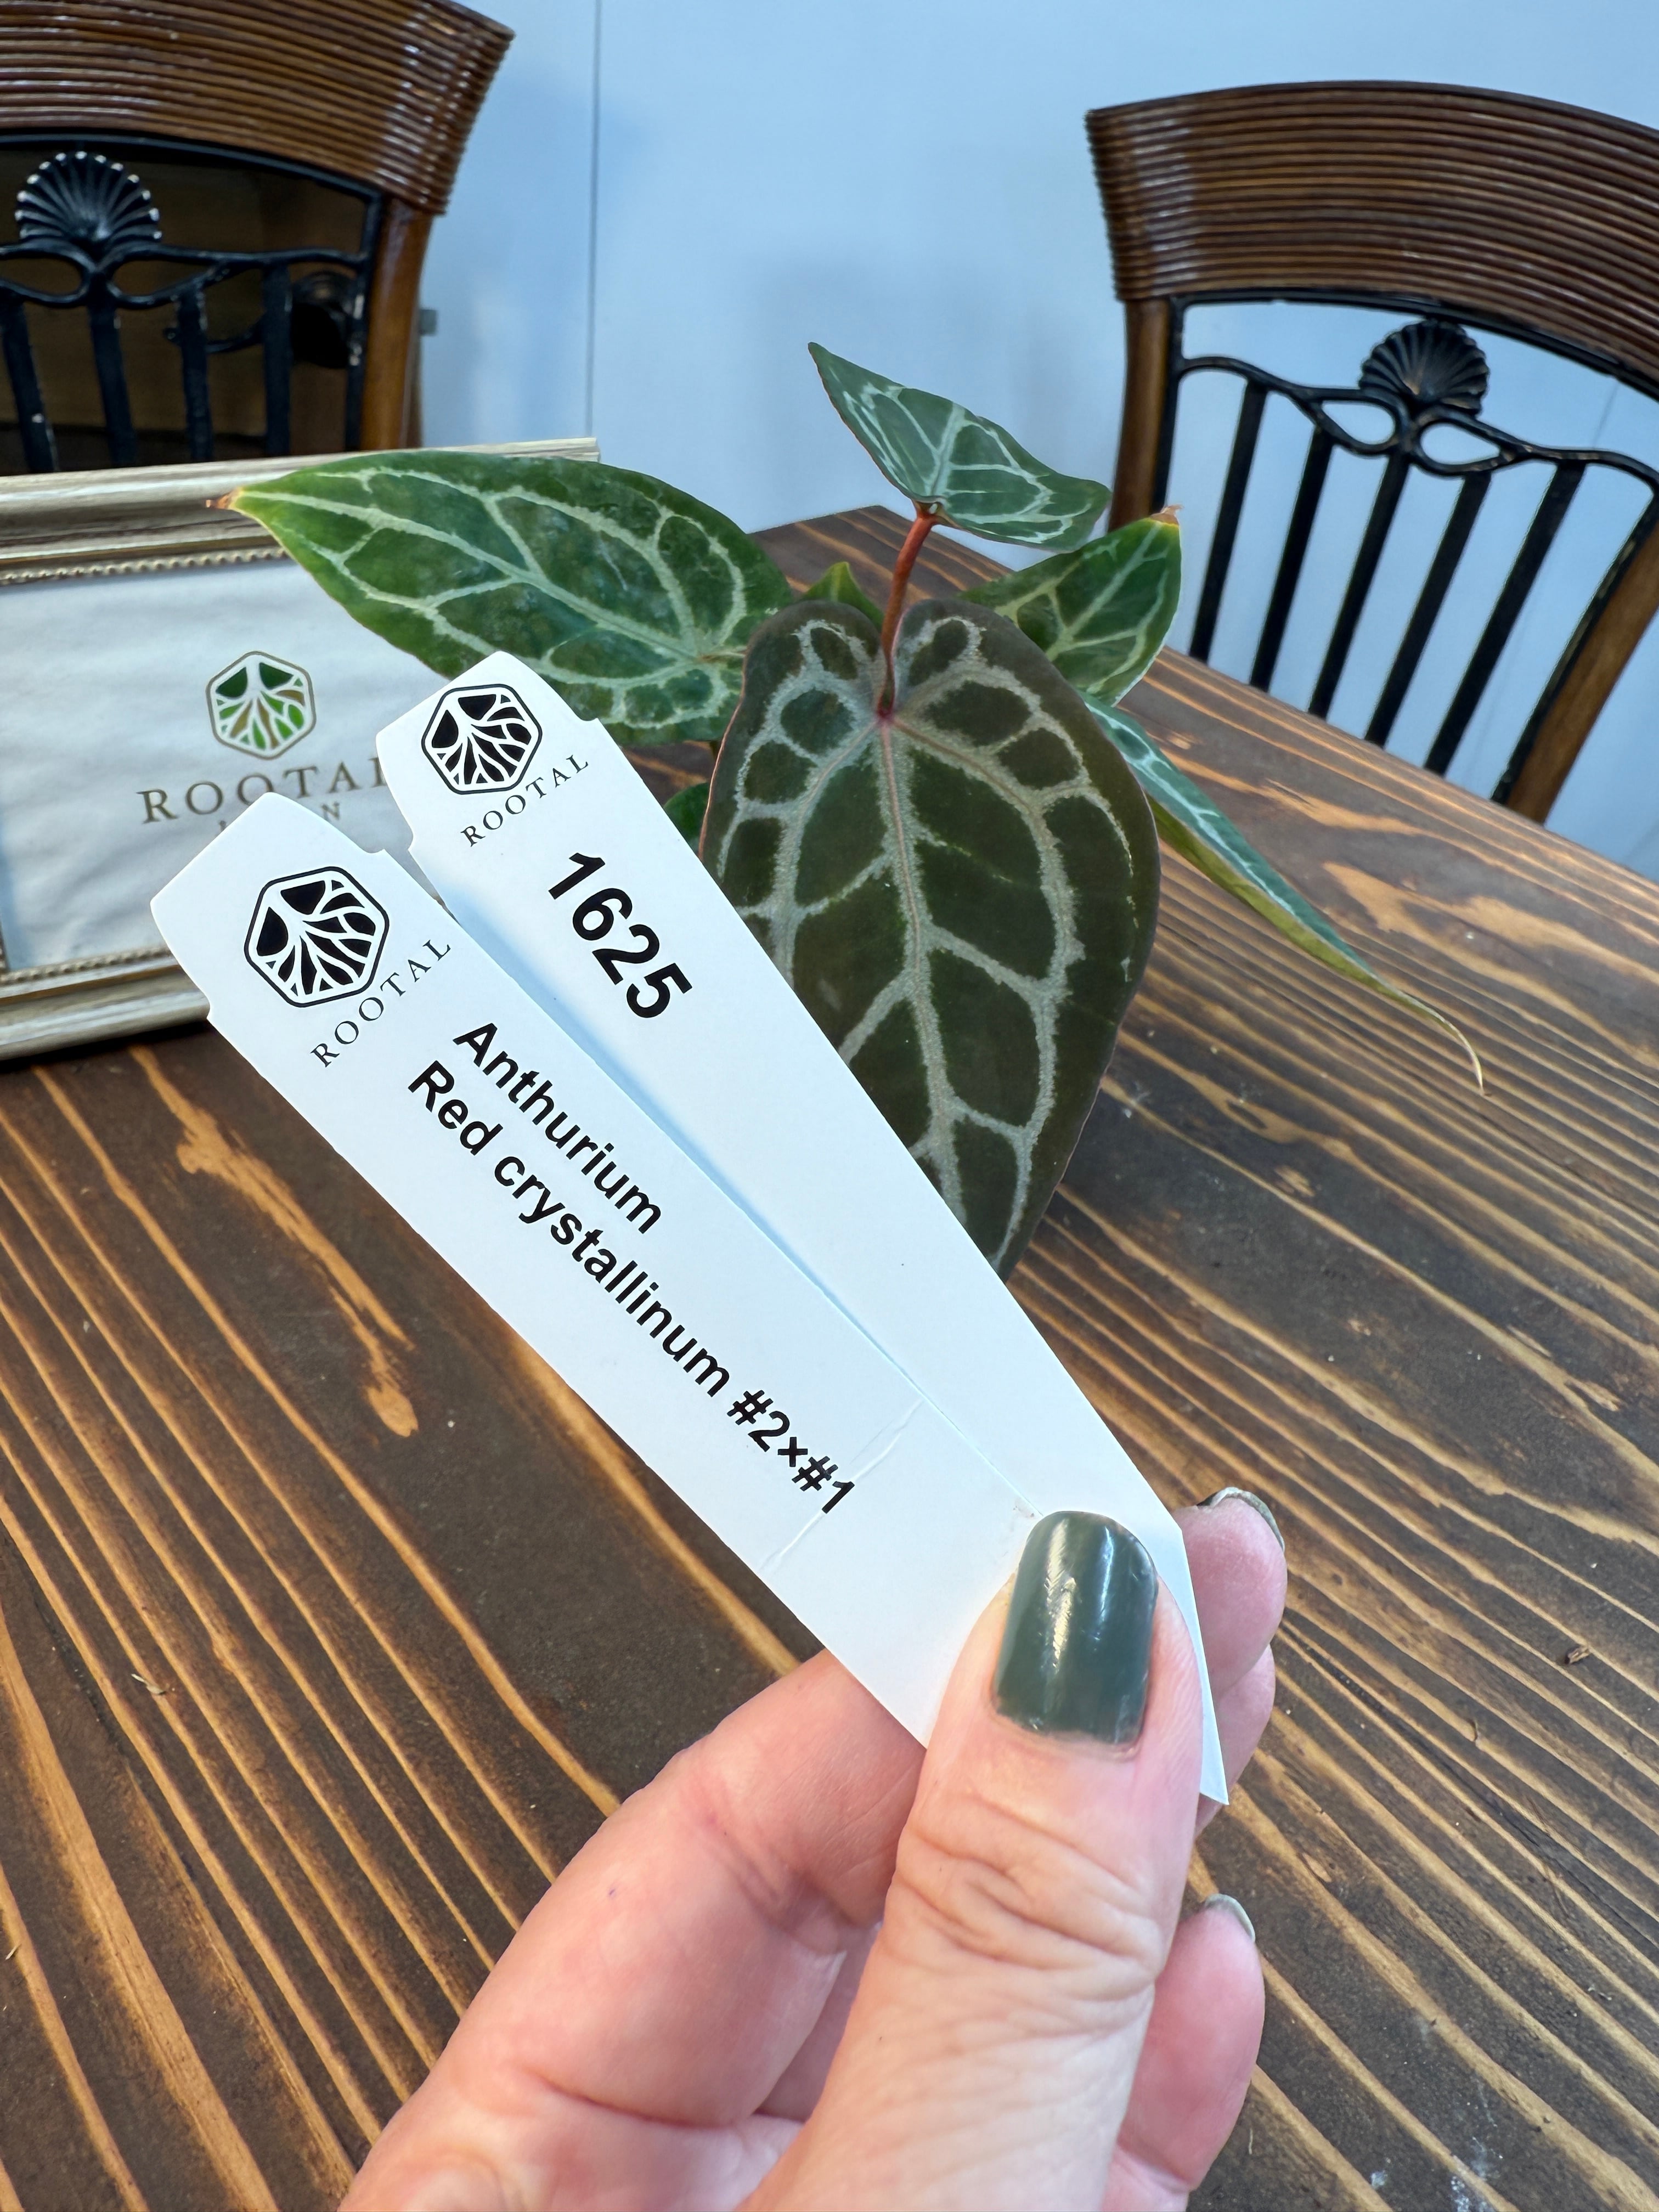 ROOTAL
ROOTAL
1625
ROOTAL
Anthurium
Red crystallinum #2×#1